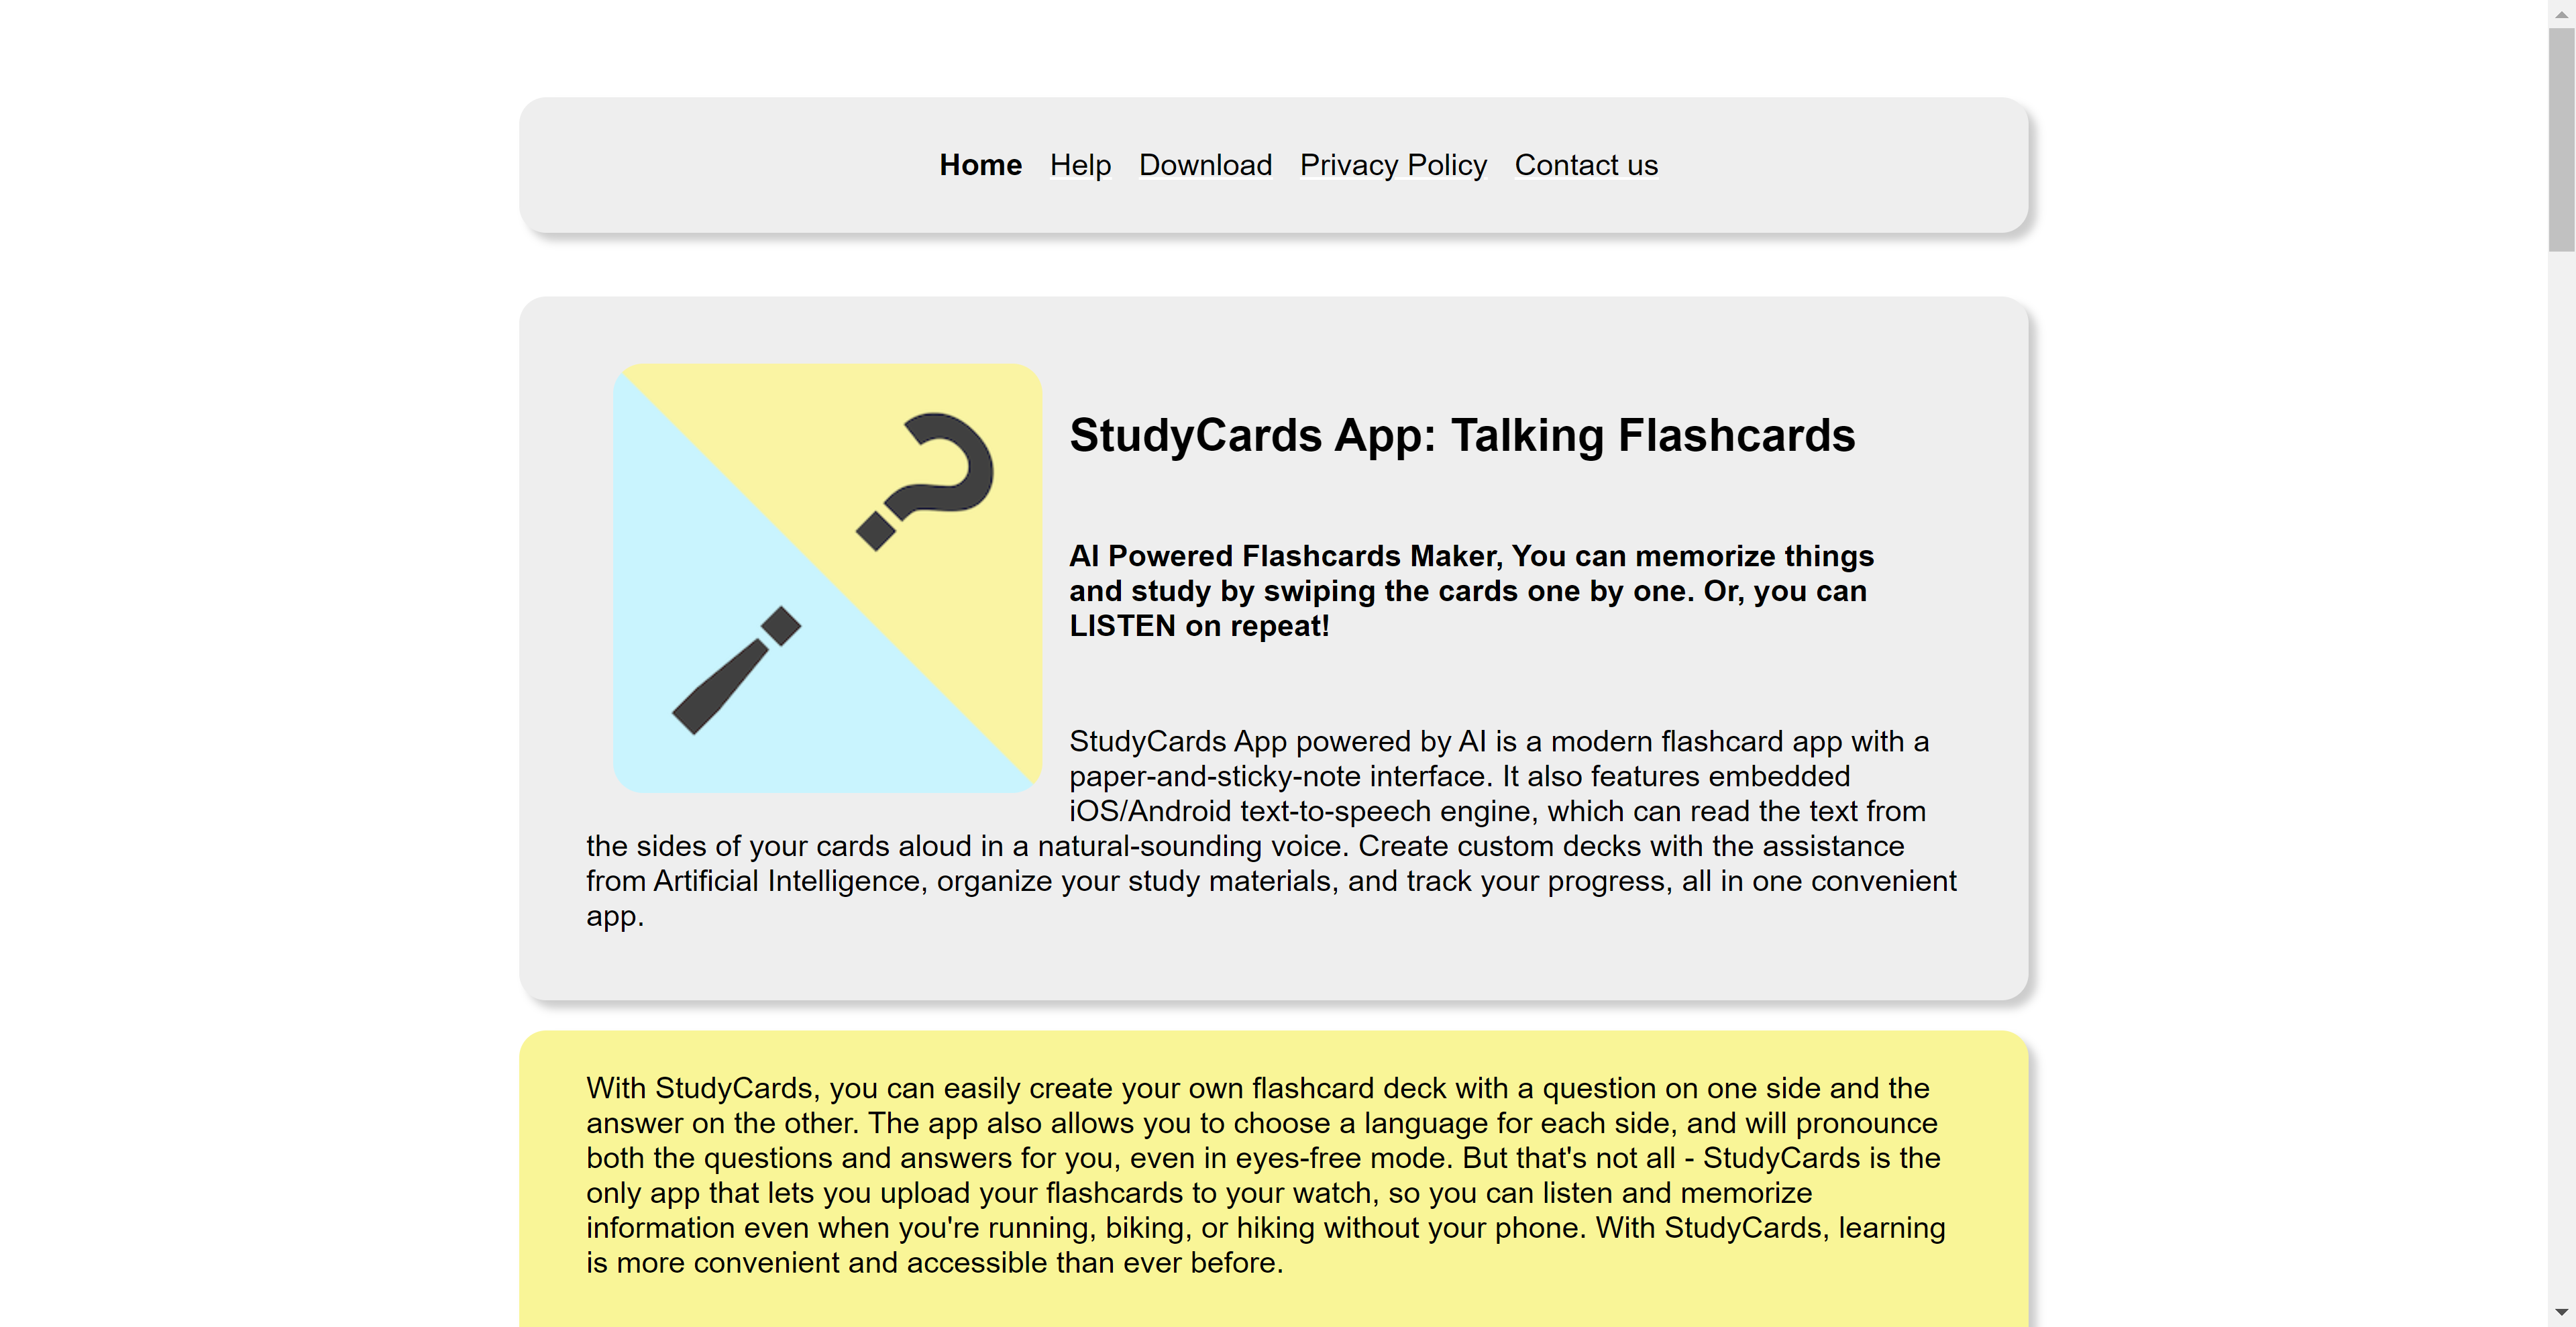 Home Help Download Privacy Policy Contact us
StudyCards App: Talking Flashcards
AI Powered Flashcards Maker, You can memorize things
and study by swiping the cards one by one. Or, you can
LISTEN on repeat!
StudyCards App powered by AI is a modern flashcard app with a
paper-and-sticky-note interface. It also features embedded
iOS/Android text-to-speech engine, which can read the text from
the sides of your cards aloud in a natural-sounding voice. Create custom decks with the assistance
from Artificial Intelligence, organize your study materials, and track your progress, all in one convenient
app.
With StudyCards, you can easily create your own flashcard deck with a question on one side and the
answer on the other. The app also allows you to choose a language for each side, and will pronounce
both the questions and answers for you, even in eyes-free mode. But that's not all - StudyCards is the
only app that lets you upload your flashcards to your watch, so you can listen and memorize
information even when you're running, biking, or hiking without your phone. With StudyCards, learning
is more convenient and accessible than ever before.